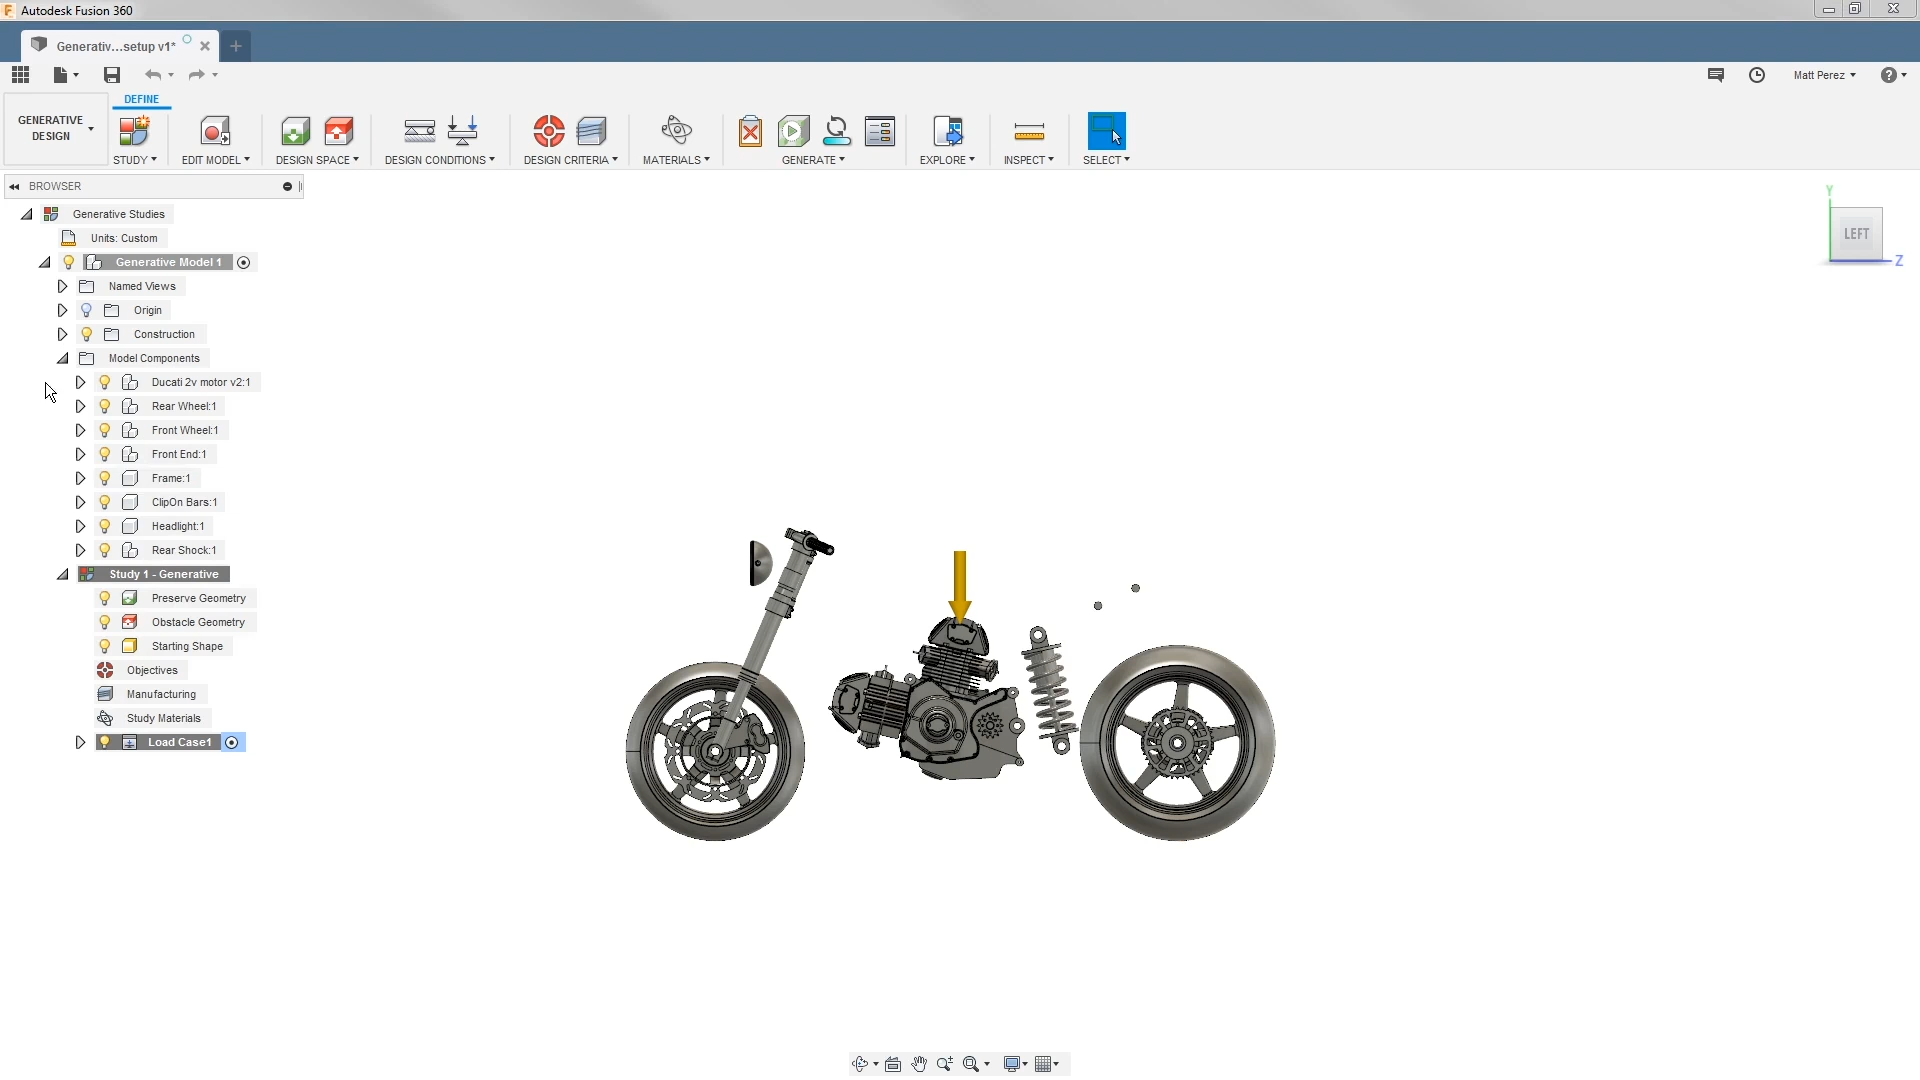 Autodesk Fusion 360
Generativ...setup v1*
Matt Perez
DEFINE
GENERATIVE
DESIGN
STUDY
EDIT MODEL
DESIGN SPACE
DESIGN CONDITIONS
DESIGN CRITERIA
MATERIALS
GENERATE
EXPLORE
INSPECT
SELECT
BROWSER
Generative Studies
Units: Custom
Generative Model 1
Named Views
Origin
Construction
Model Components
Ducati 2v motor v2:1
Rear Wheel:1
Front Wheel:1
Front End:1
Frame:1
ClipOn Bars:1
Headlight:1
Rear Shock:1
Study 1 - Generative
Preserve Geometry
Obstacle Geometry
Starting Shape
Objectives
Manufacturing
Study Materials
Load Case1
Y
LEFT
Z